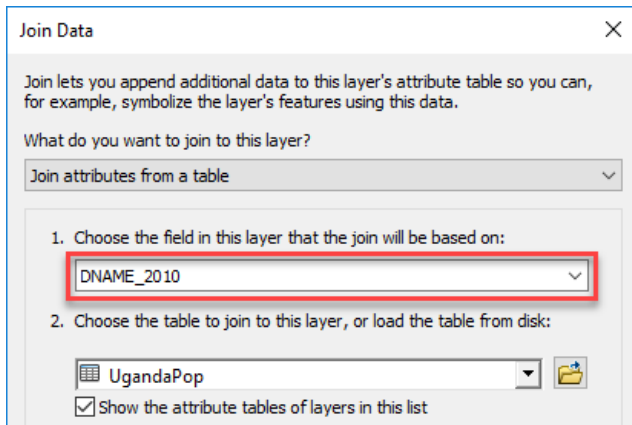 Join Data
Join lets you append additional data to this layer's attribute table so you can,
for example, symbolize the layer's features using this data.
What do you want to join to this layer?
Join attributes from a table
1. Choose the field in this layer that the join will be based on:
DNAME_2010
2. Choose the table to join to this layer, or load the table from disk:
UgandaPop
Show the attribute tables of layers in this list